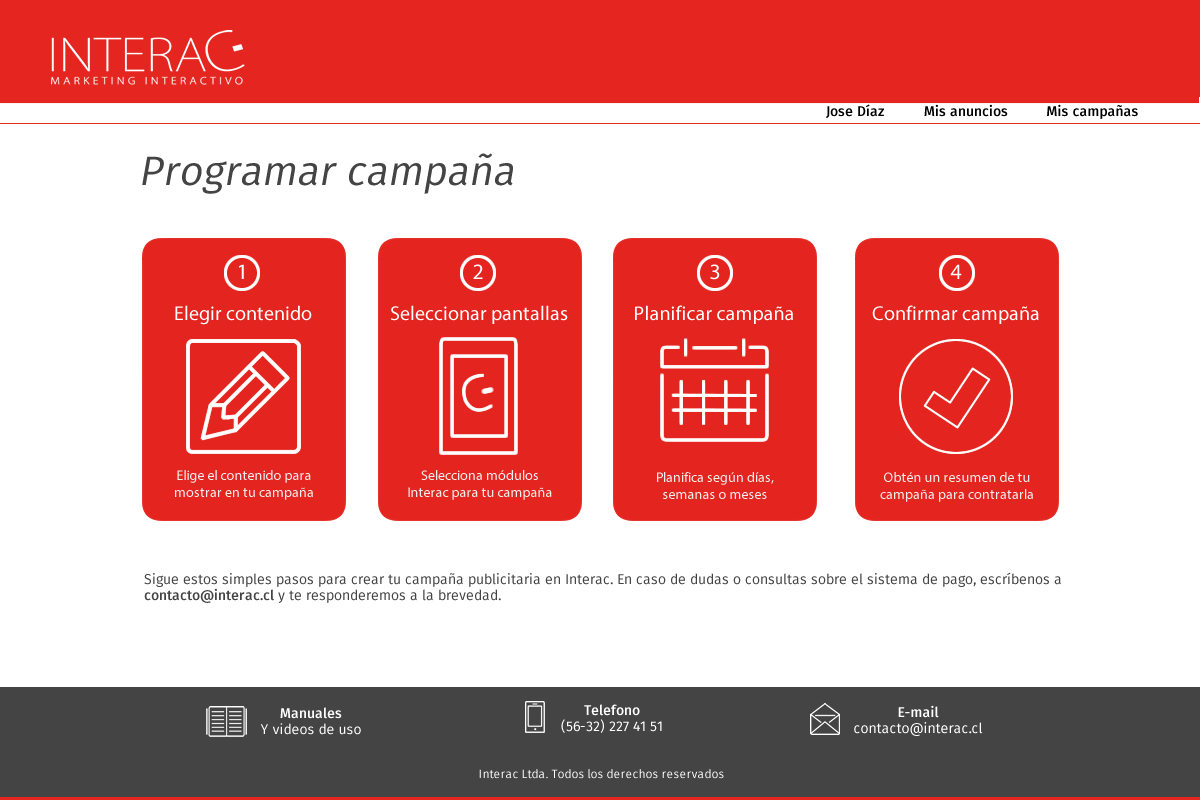 INTERAC
MARKETING INTERACTIVO
Jose Díaz Mis anuncios Mis campañas
Programar campaña
1
Elegir contenido
Elige el contenido para
mostrar en tu campaña
2
Seleccionar pantallas
Selecciona módulos
Interac para tu campaña
3
Planificar campaña
Planifica según días,
semanas o meses
4
Confirmar campaña
Obtén un resumen de tu
campaña para contratarla
Sigue estos simples pasos para crear tu campaña publicitaria en Interac. En caso de dudas o consultas sobre el sistema de pago, escríbenos a
contacto@interac.cl y te responderemos a la brevedad.
Manuales
Y videos de uso
Telefono
(56-32) 227 41 51
E-mail
contacto@interac.cl
Interac Ltda. Todos los derechos reservados